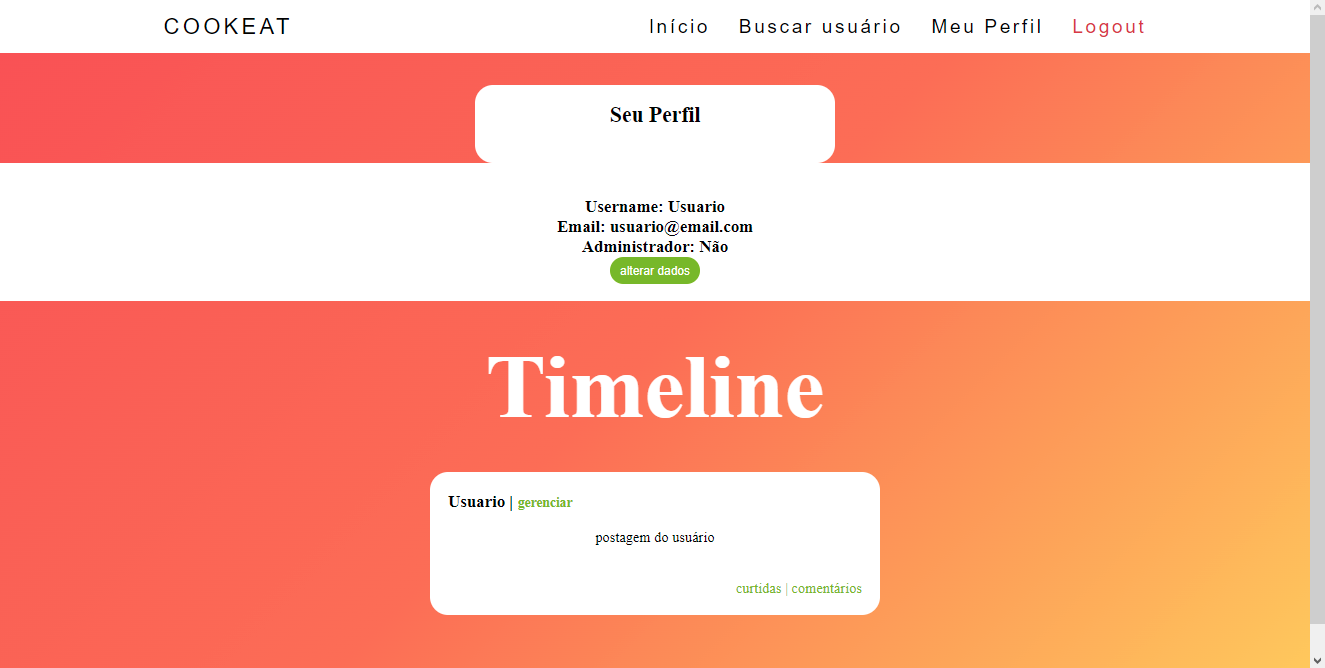 COOKEAT Início Buscar usuário Meu Perfil Logout
Seu Perfil
Username: Usuario
Email: usuario@email.com
Administrador: Não
alterar dados
Timeline
Usuario | gerenciar
postagem do usuário
curtidas | comentários